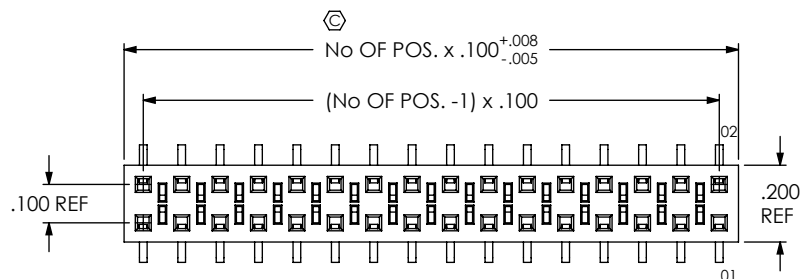 C
No OF POS. x .100 +.008 -.005
(No OF POS. -1) x .100
02
.100 REF
.200
REF
01